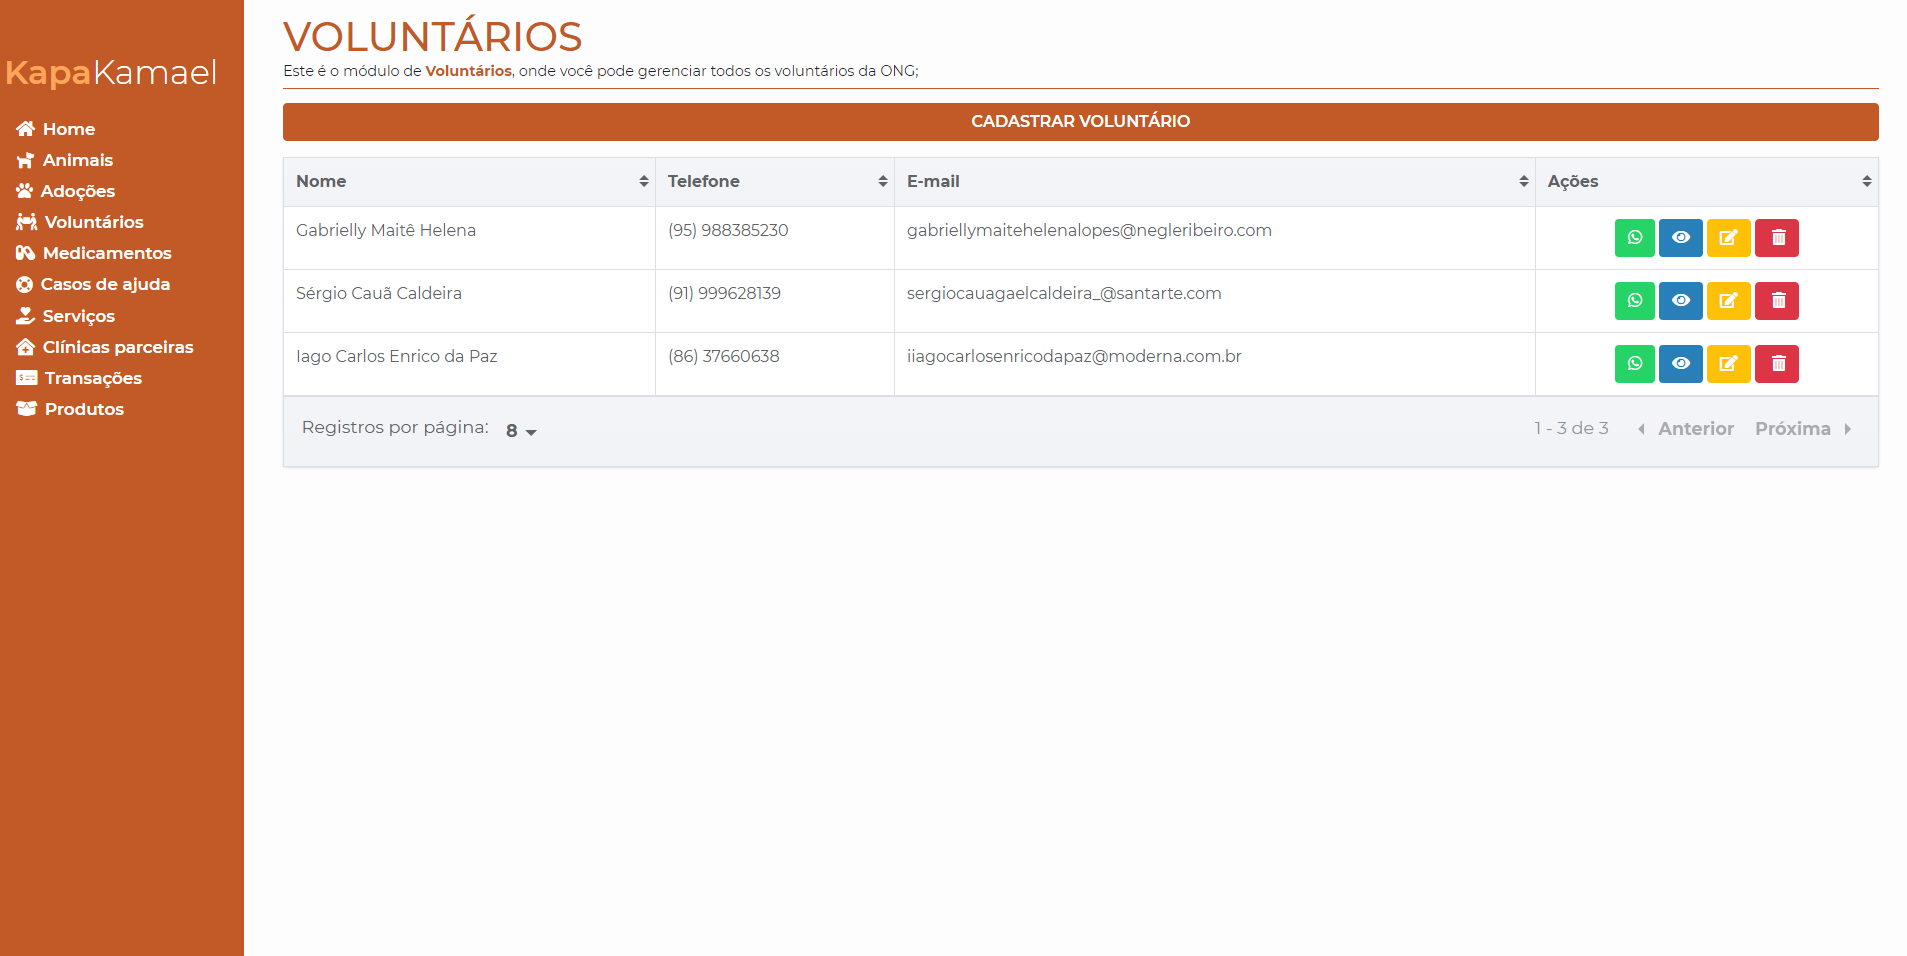 KapaKamael
Home
Animais
Adoções
Voluntários
Medicamentos
Casos de ajuda
Serviços
Clínicas parceiras
Transações
Produtos
VOLUNTÁRIOS
Este é o módulo de Voluntários, onde você pode gerenciar todos os voluntários da ONG;
CADASTRAR VOLUNTÁRIO
Nome Telefone E-mail Ações
Gabrielly Maitê Helena (95) 988385230 gabriellymaitehelenalopes@negleribeiro.com
Sérgio Cauã Caldeira (91) 999628139 sergiocauagaelcaldeira_@santarte.com
Iago Carlos Enrico da Paz (86) 37660638 iiagocarlosenricodapaz@moderna.com.br
Registros por página: 8 1 - 3 de 3 Anterior Próxima